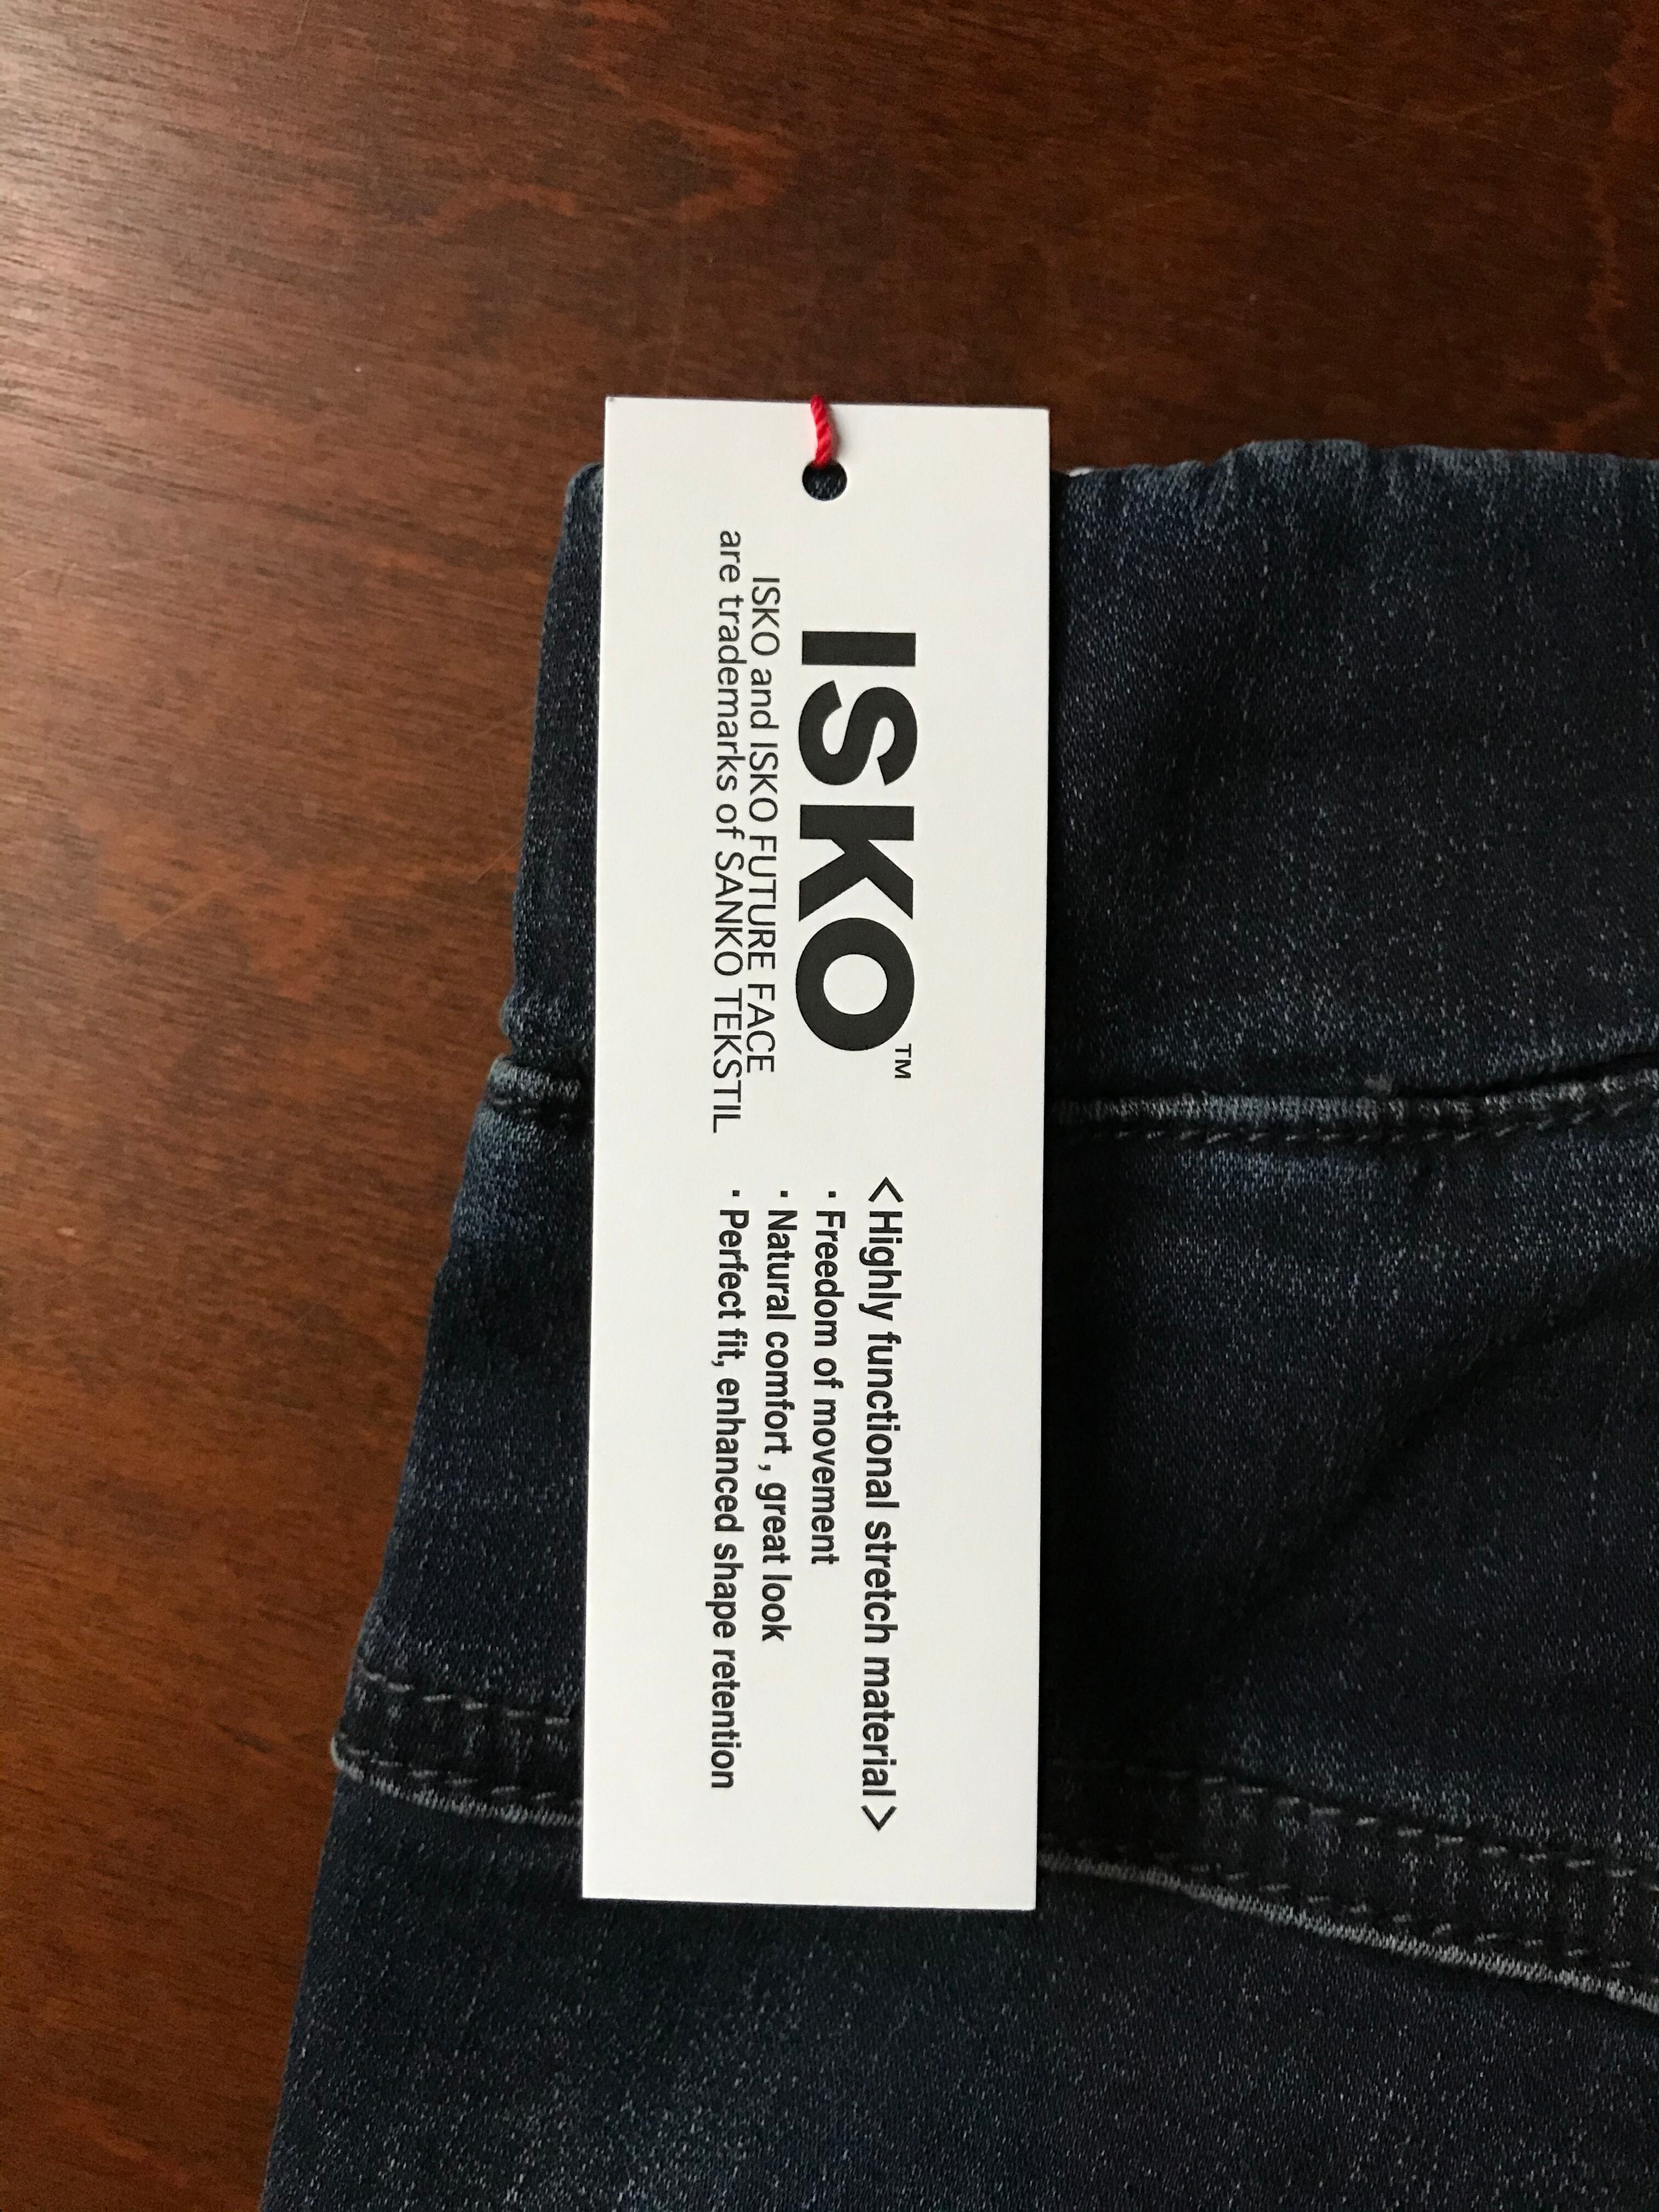 ISKO™
ISKO and ISKO FUTURE FACE
are trademarks of SANKO TEKSTIL
<Highly functional stretch material>
· Freedom of movement
· Natural comfort , great look
· Perfect fit, enhanced shape retention